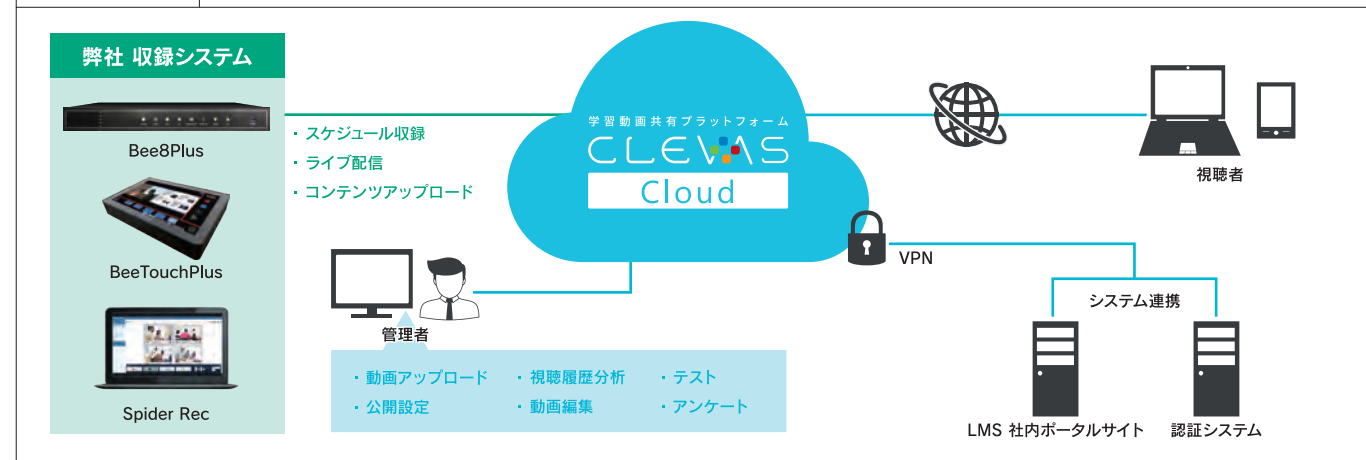 弊社 収録システム
Bee8Plus
BeeTouchPlus
Spider Rec
・スケジュール収録
・ライブ配信
・コンテンツアップロード
学習動画共有プラットフォーム
CLEVAS
Cloud
視聴者
VPN
システム連携
LMS 社内ポータルサイト
認証システム
管理者
・動画アップロード ・視聴履歴分析 ・テスト
・公開設定 ・動画編集 ・アンケート